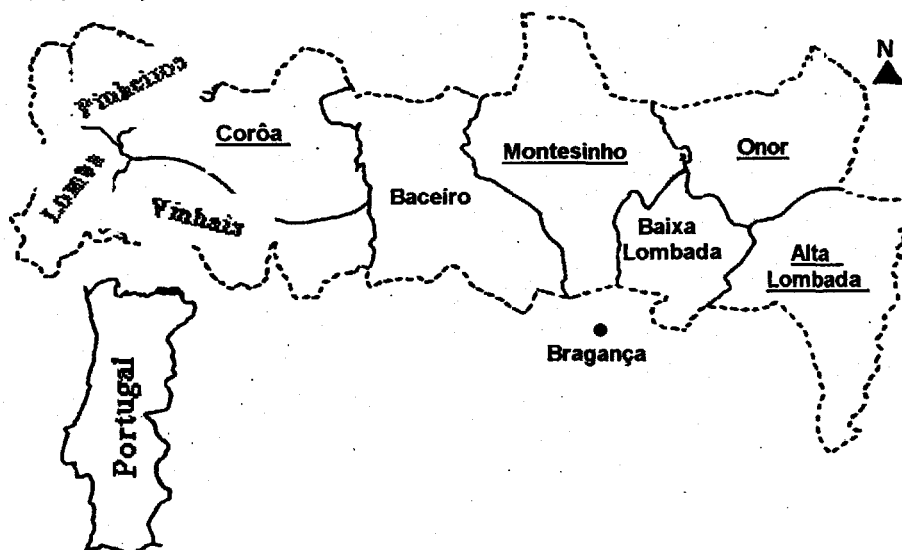 N
Pinheiros
Corôa
Montesinho
Onor
Lomba
Baceiro
Vinhais
Baixa
Lombada
Alta
Lombada
Bragança
Portugal